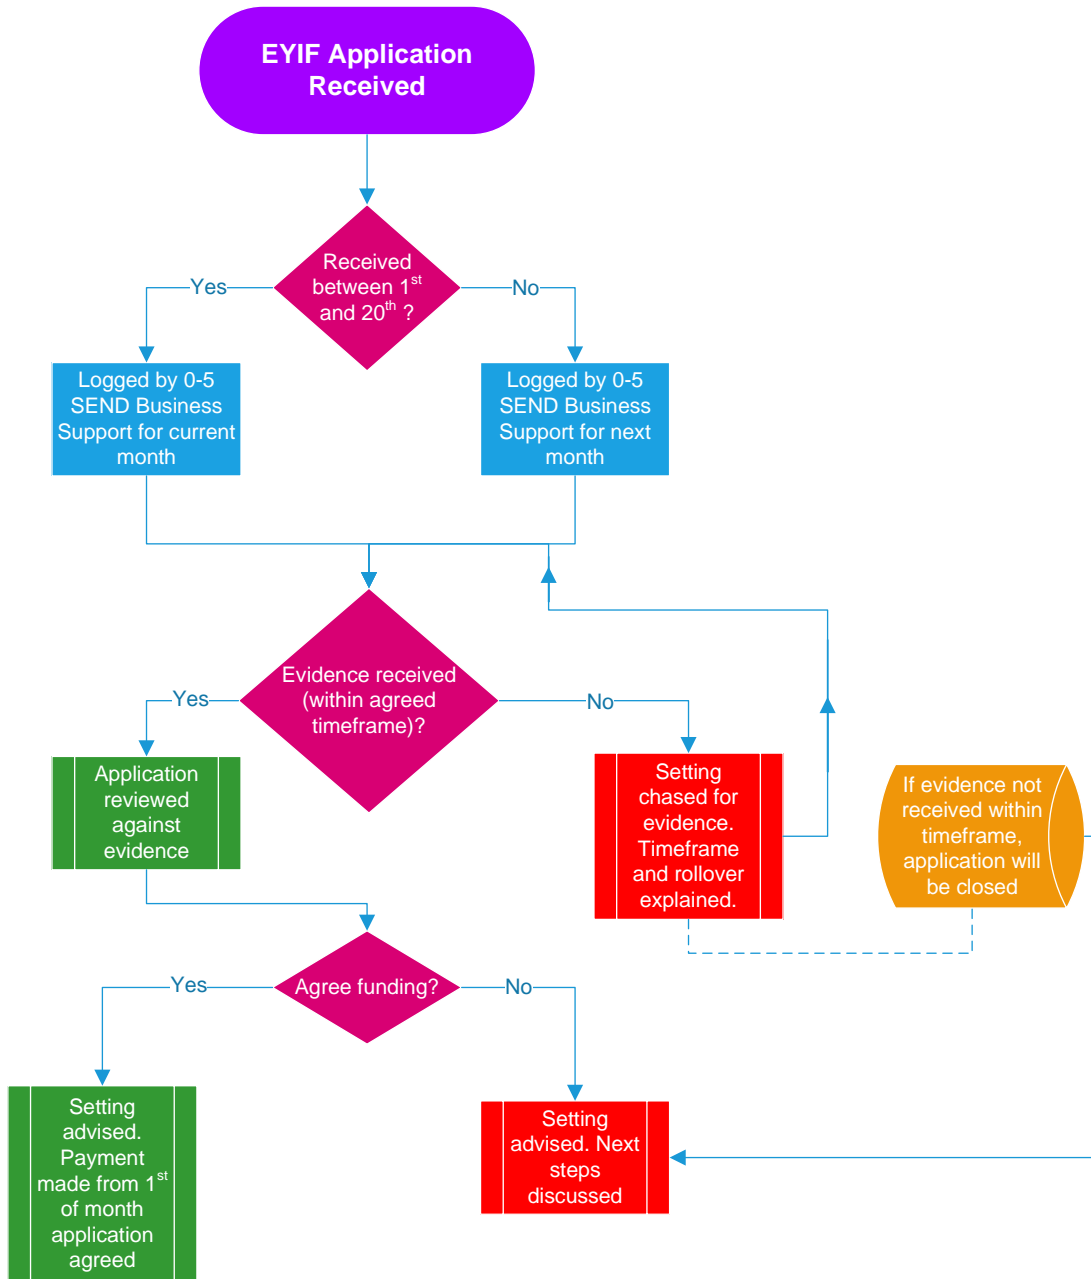 EYIF Application
Received
Received
between 1st
and 20th ?
Yes
No
Logged by 0-5
SEND Business
Support for current
month
Logged by 0-5
SEND Business
Support for next
month
Evidence received
(within agreed
timeframe)?
Yes
No
Application
reviewed
against
evidence
Setting
chased for
evidence.
Timeframe
and rollover
explained.
If evidence not
received within
timeframe,
application will
be closed
Agree funding?
Yes
No
Setting
advised.
Payment
made from 1st
of month
application
agreed
Setting
advised. Next
steps
discussed